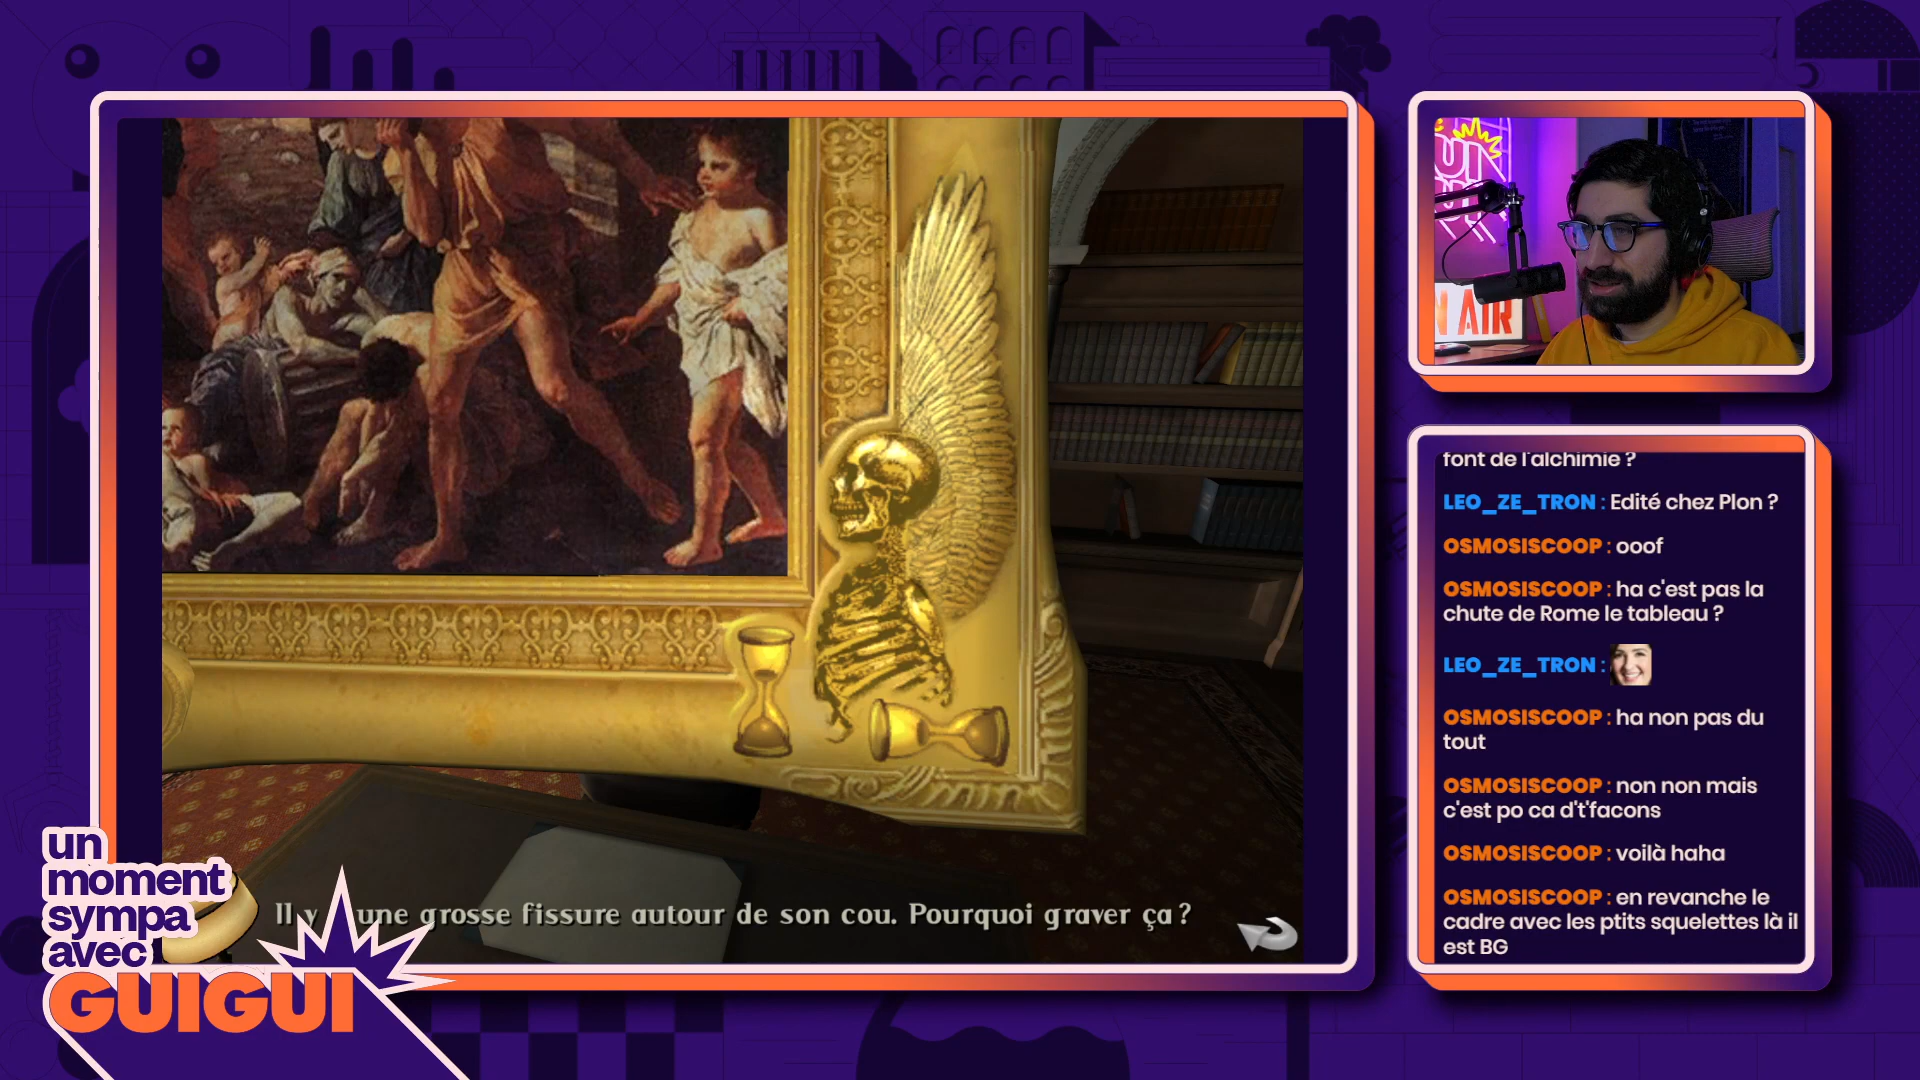 font de l'alchimie ?
LEO_ZE_TRON : Edité chez Plon ?
OSMOSISCOOP : ooof
OSMOSISCOOP : ha c'est pas la
chute de Rome le tableau ?
LEO_ZE_TRON :
OSMOSISCOOP : ha non pas du
tout
OSMOSISCOOP : non non mais
c'est po ca d't'facons
OSMOSISCOOP : voilà haha
OSMOSISCOOP : en revanche le
cadre avec les ptits squelettes là il
est BG
Il y une grosse fissure autour de son cou. Pourquoi graver ça ?
un
moment
sympa
avec
GUIGUI
N AIR